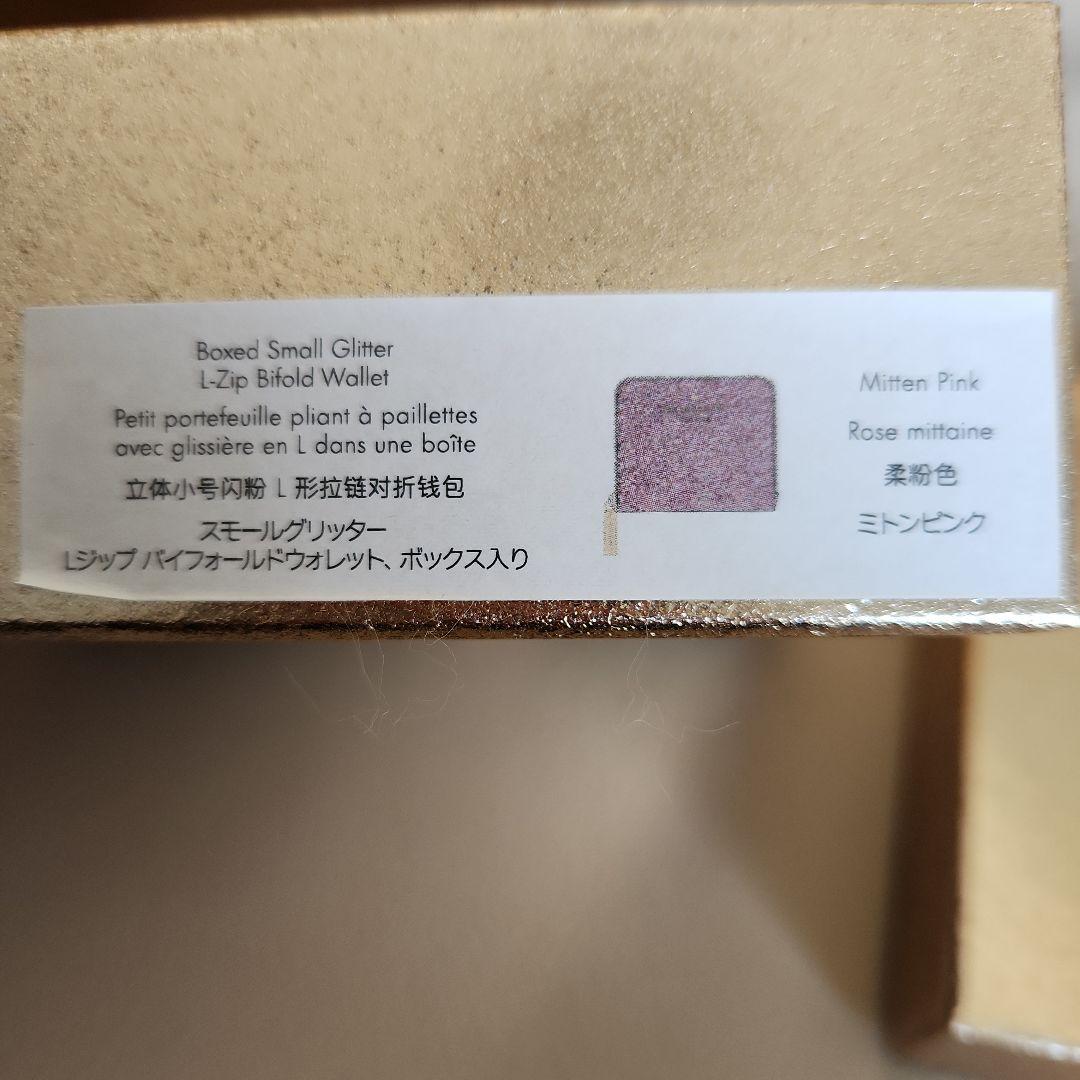 Boxed Small Glitter
L-Zip Bifold Wallet
Petit portefeuille pliant à paillettes
avec glissière en L dans une boîte
立体小号闪粉 L 形拉链对折钱包
スモールグリッター
Lジップ バイフォールドウォレット、ボックス入り
Mitten Pink
Rose mittaine
柔粉色
ミトンピンク